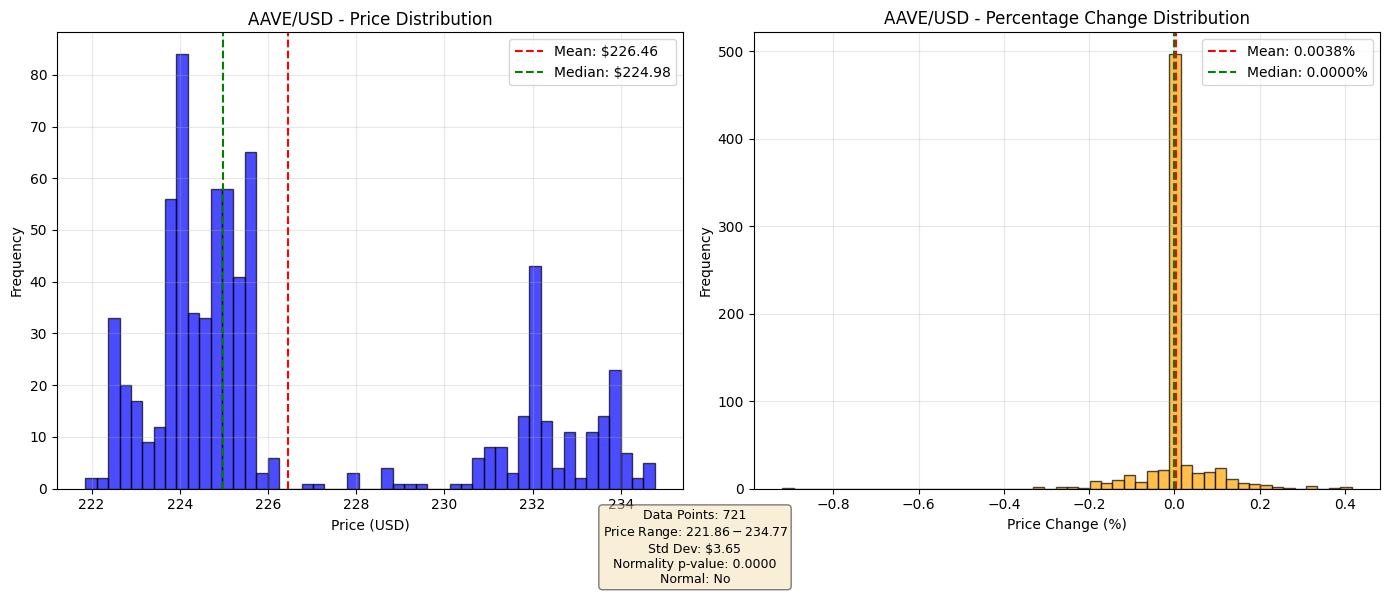 AAVE/USD - Price Distribution
Mean: $226.46
Median: $224.98
Frequency
80
70
60
50
40
30
20
10
0
222
224
226
228
230
232
234
Price (USD)
AAVE/USD - Percentage Change Distribution
Mean: 0.0038%
Median: 0.0000%
Frequency
500
400
300
200
100
0
−0.8
−0.6
−0.4
−0.2
0.0
0.2
0.4
Price Change (%)
Data Points: 721
Price Range: 221.86 − 234.77
Std Dev: $3.65
Normality p-value: 0.0000
Normal: No